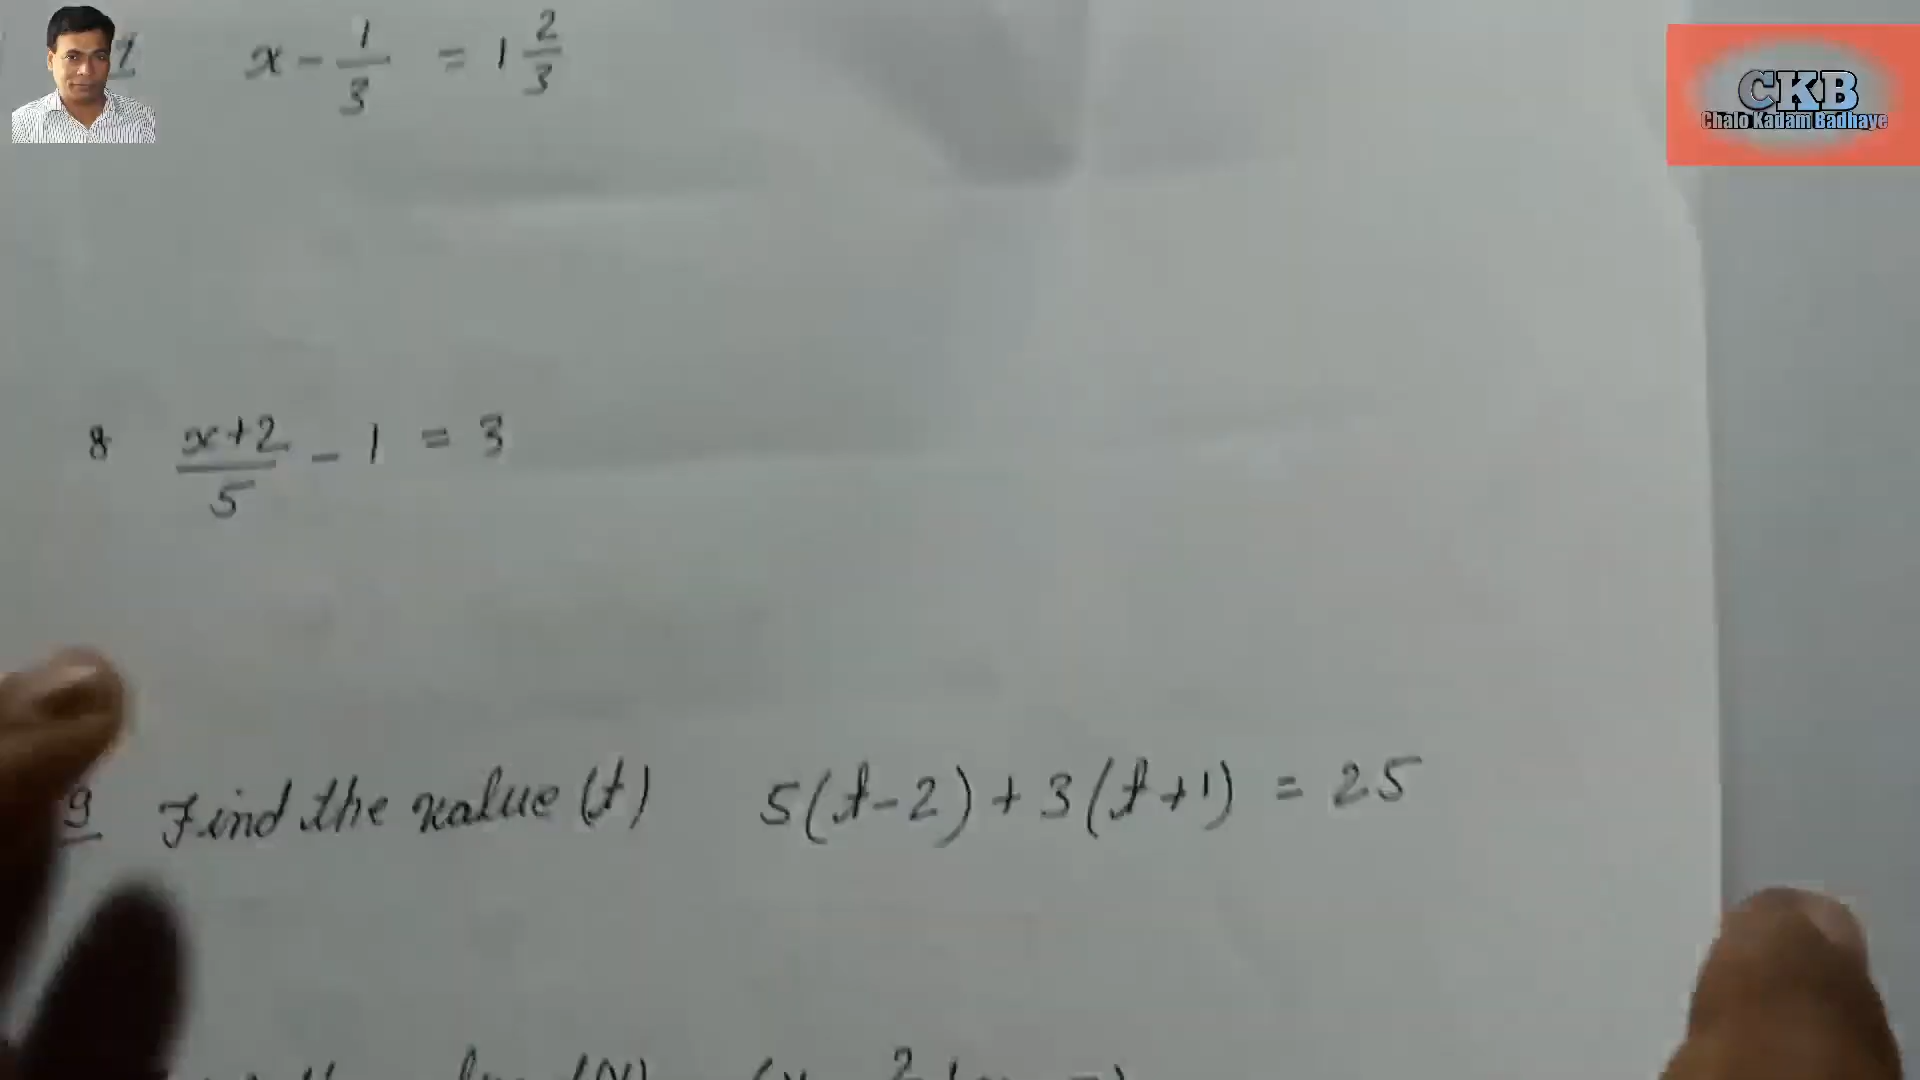 7 x - 1/3 = 1 2/3
CKB
Chalo Kadam Badhaye
8 x+2/5 - 1 = 3
9 Find the value (t) 5(t-2)+3(t+1) = 25